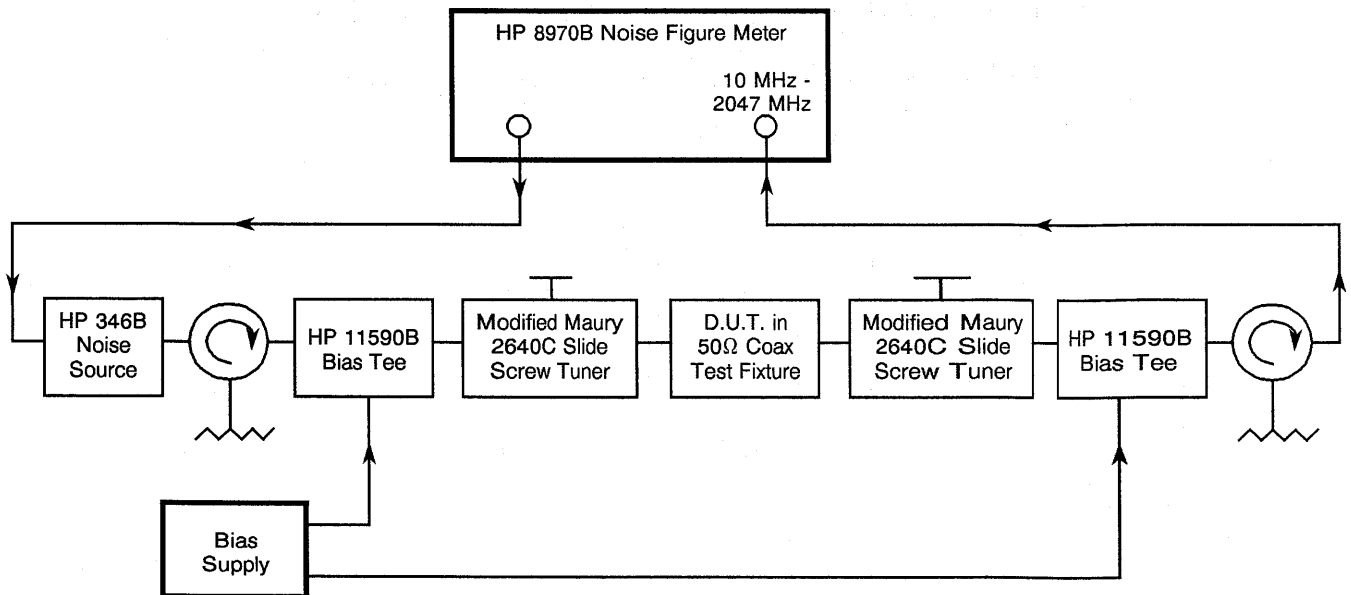 HP 8970B Noise Figure Meter
10 MHz -
2047 MHz
HP 346B
Noise
Source
HP 11590B
Bias Tee
Modified Maury
2640C Slide
Screw Tuner
D.U.T. in
50Ω Coax
Test Fixture
Modified Maury
2640C Slide
Screw Tuner
HP 11590B
Bias Tee
Bias
Supply